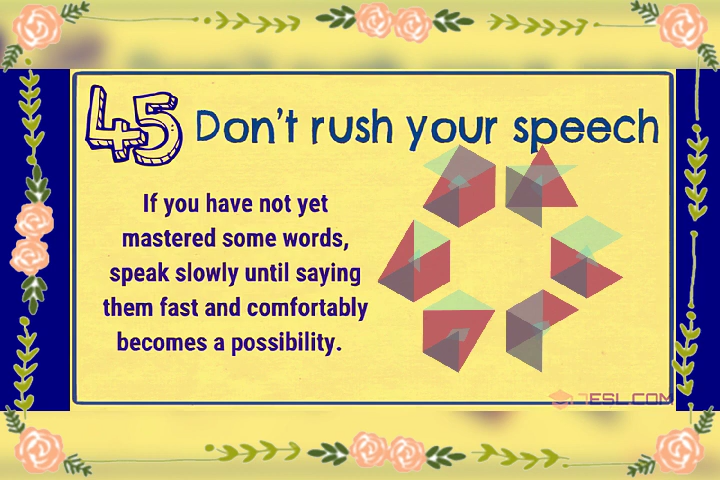 45 Don't rush your speech
If you have not yet
mastered some words,
speak slowly until saying
them fast and comfortably
becomes a possibility.
7ESL.COM